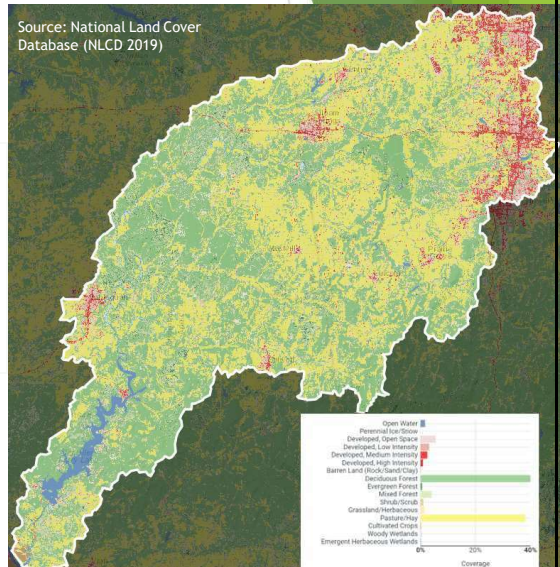 Source: National Land Cover
Database (NLCD 2019)
Open Water
Perennial Ice/Snow
Developed, Open Space
Developed, Low Intensity
Developed, Medium Intensity
Developed, High Intensity
Barren Land (Rock/Sand/Clay)
Deciduous Forest
Evergreen Forest
Mixed Forest
Shrub/Scrub
Grassland/Herbaceous
Pasture/Hay
Cultivated Crops
Woody Wetlands
Emergent Herbaceous Wetlands
0% 20% 40%
Coverage